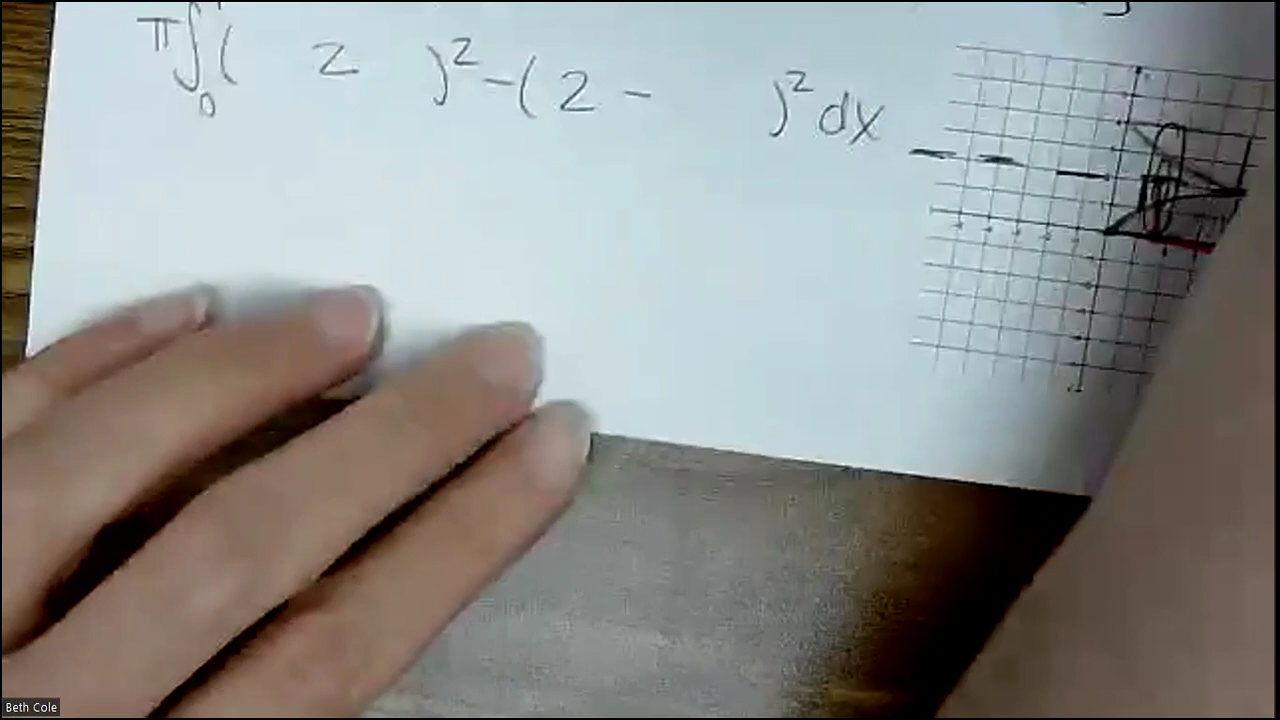 π∫₀( 2 )² - (2 - )² dx
Beth Cole